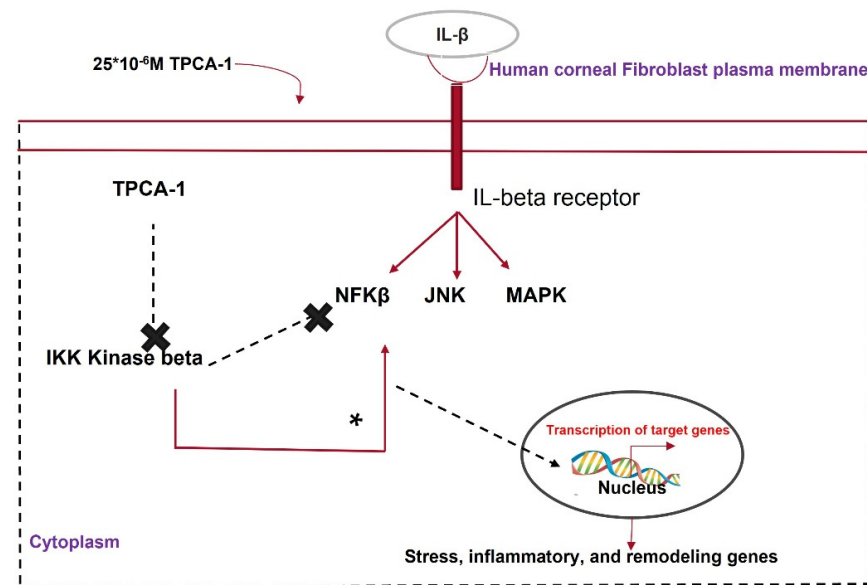 IL-β
25*10⁻⁶M TPCA-1
Human corneal Fibroblast plasma membrane
TPCA-1
IL-beta receptor
NFKβ JNK MAPK
IKK Kinase beta
*
Transcription of target genes
Nucleus
Cytoplasm
Stress, inflammatory, and remodeling genes